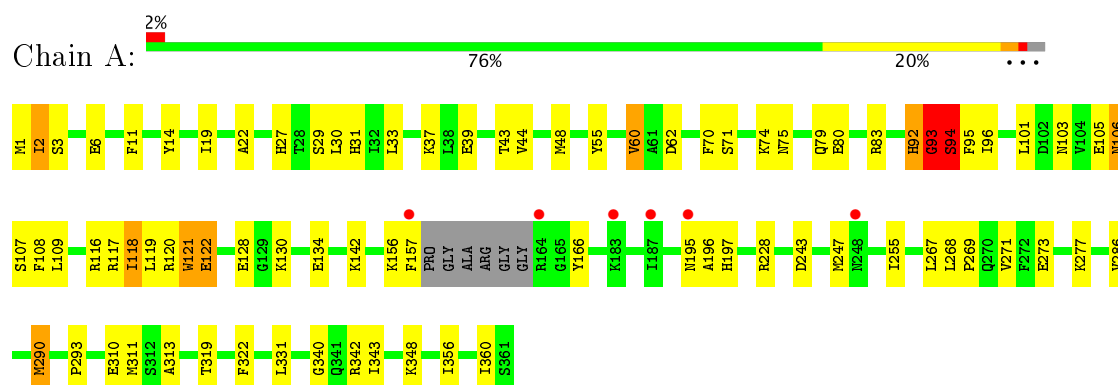 2%
Chain A:
76% 20% • • •
M1 I2 S3 E6 F11 Y14 I19 A22 H27 T28 S29 L30 H31 I32 L33 K37 L38 E39 T43 V44 M48 Y55 V60 A61 D62 F70 S71 K74 N75 Q79 E80 R83 H92 G93 S94 F95 I96 L101 D102 N103 V104 E105 N106
S107 F108 L109 R116 R117 I118 L119 R120 W121 E122 E128 G129 K130 E134 K142 K156 F157 PRO GLY ALA ARG GLY GLY R164 G165 Y166 K183 I187 N195 A196 H197 R228 D243 M247 N248 I255 L267 L268 P269 Q270 V271 F272 E273 K277
M290 P293 E310 M311 S312 A313 T319 F322 L331 G340 Q341 R342 I343 K348 I356 I360 S361